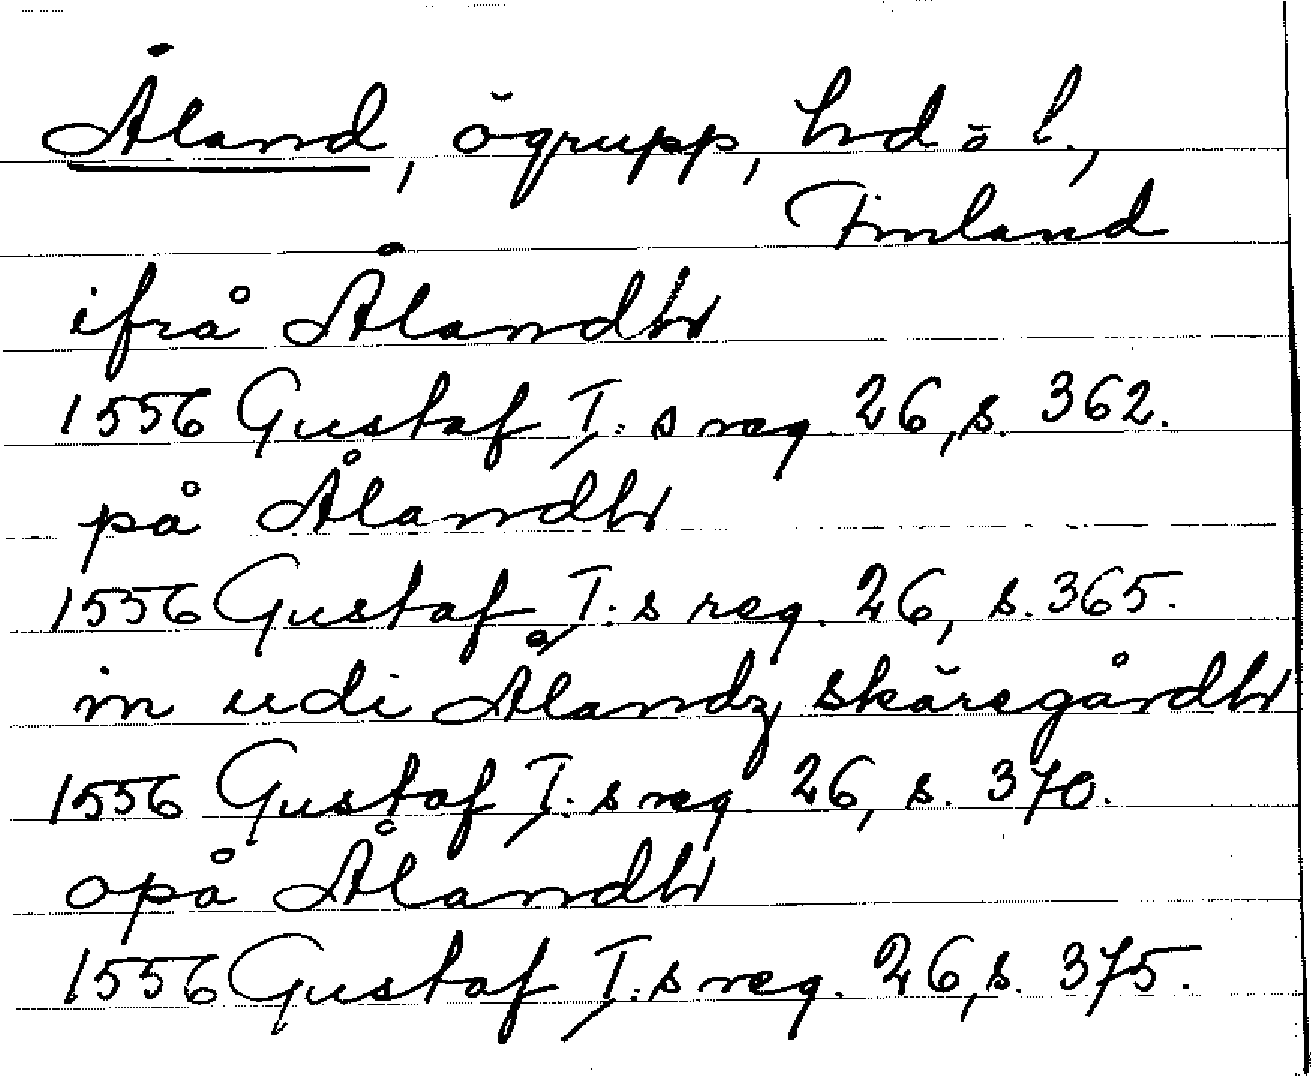 Åland, ögrupp, hd o l.,
Finland
ifrå Ålandh
1556 Gustaf I:s reg. 26, s. 362.
på Ålandh
1556 Gustaf I:s reg. 26, s. 365.
in udi Ålandz skäregårdh
1556 Gustaf I:s reg. 26, s. 370.
opå Ålandh
1556 Gustaf I:s reg. 26, s. 375.